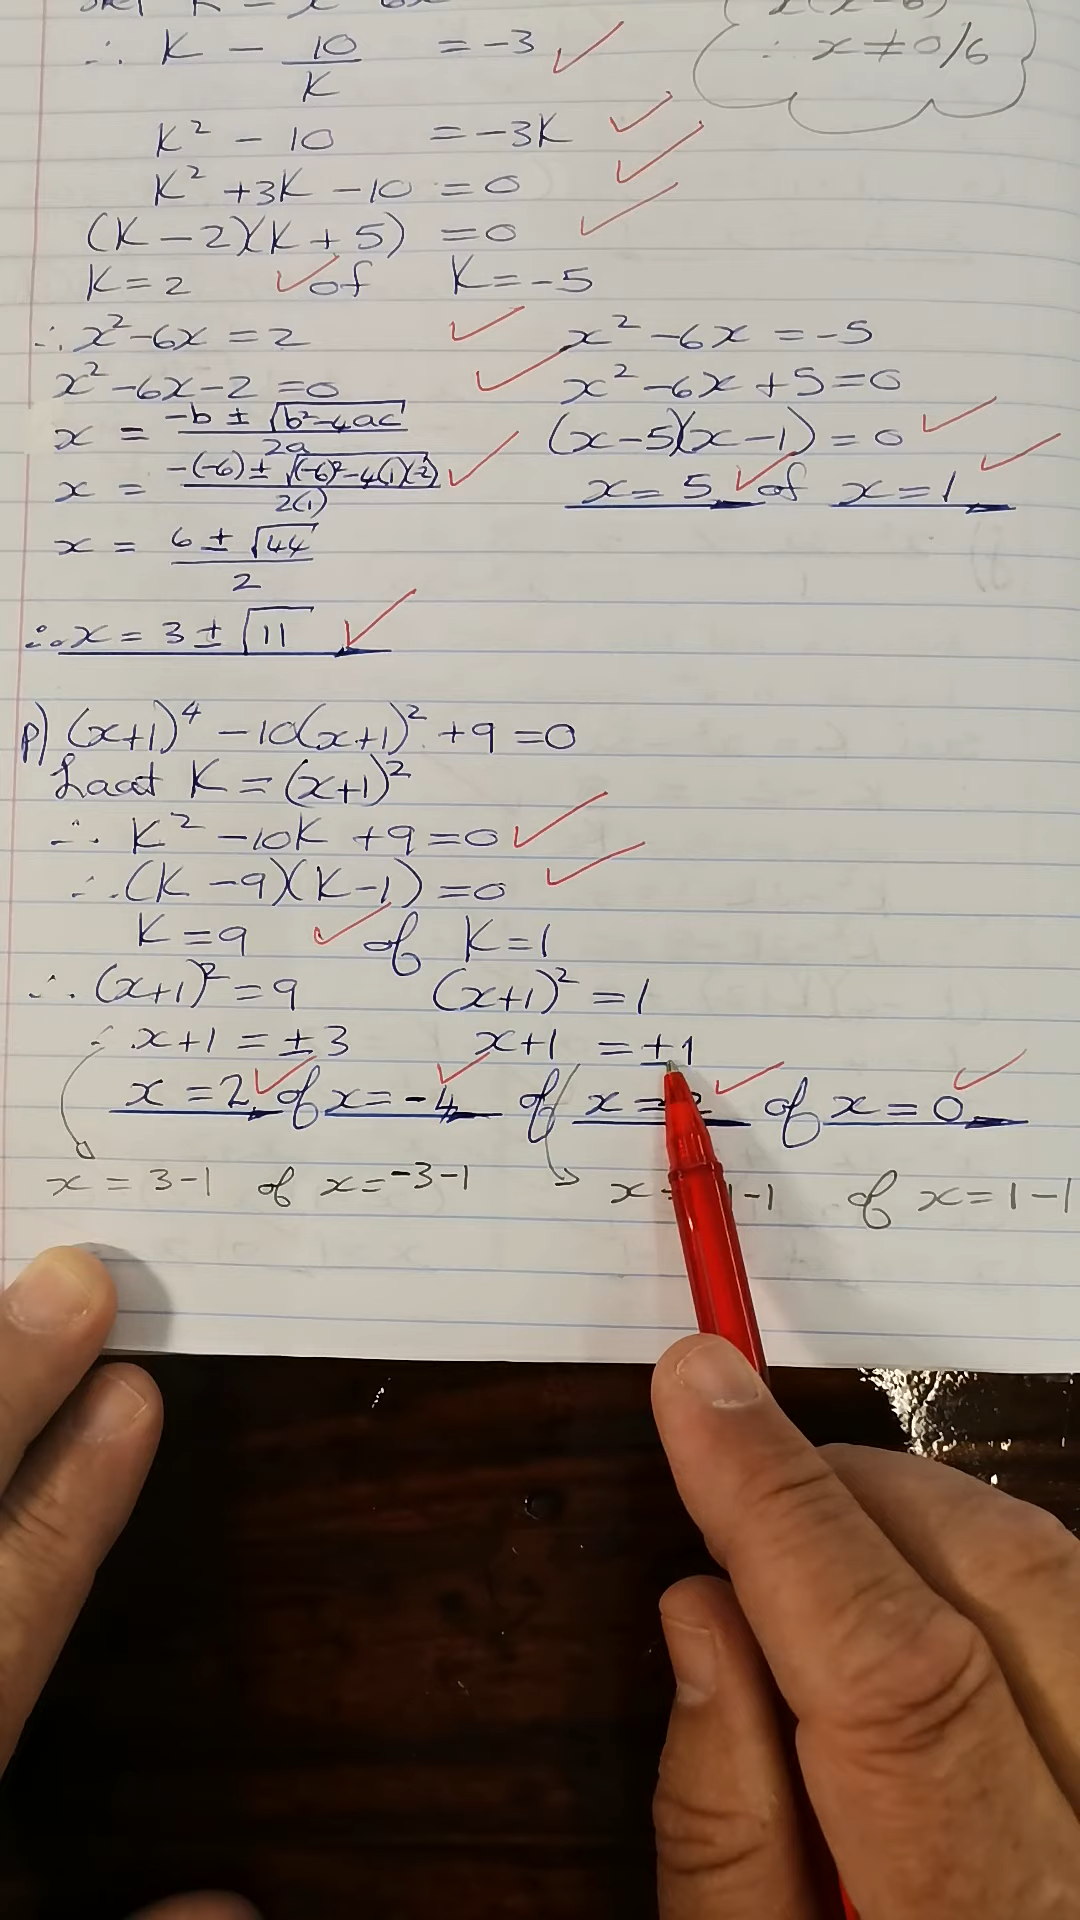 ∴ K - 10/K = -3
∴ x ≠ 0/6
K² - 10 = -3K
K² + 3K - 10 = 0
(K - 2)(K + 5) = 0
K = 2 of K = -5
∴ x² - 6x = 2 x² - 6x = -5
x² - 6x - 2 = 0 x² - 6x + 5 = 0
x = (-b ± √(b² - 4ac))/2a (x - 5)(x - 1) = 0
x = (-(-6) ± √((-6)² - 4(1)(-2)))/2(1) x = 5 of x = 1
x = (6 ± √44)/2
∴ x = 3 ± √11
p) (x+1)⁴ - 10(x+1)² + 9 = 0
Laat K = (x+1)²
∴ K² - 10K + 9 = 0
∴ (K - 9)(K - 1) = 0
K = 9 of K = 1
∴ (x+1)² = 9 (x+1)² = 1
∴ x+1 = ±3 x+1 = ±1
x = 2 of x = -4 of x = of x = 0
x = 3-1 of x = -3-1 x = 1-1 of x = 1-1